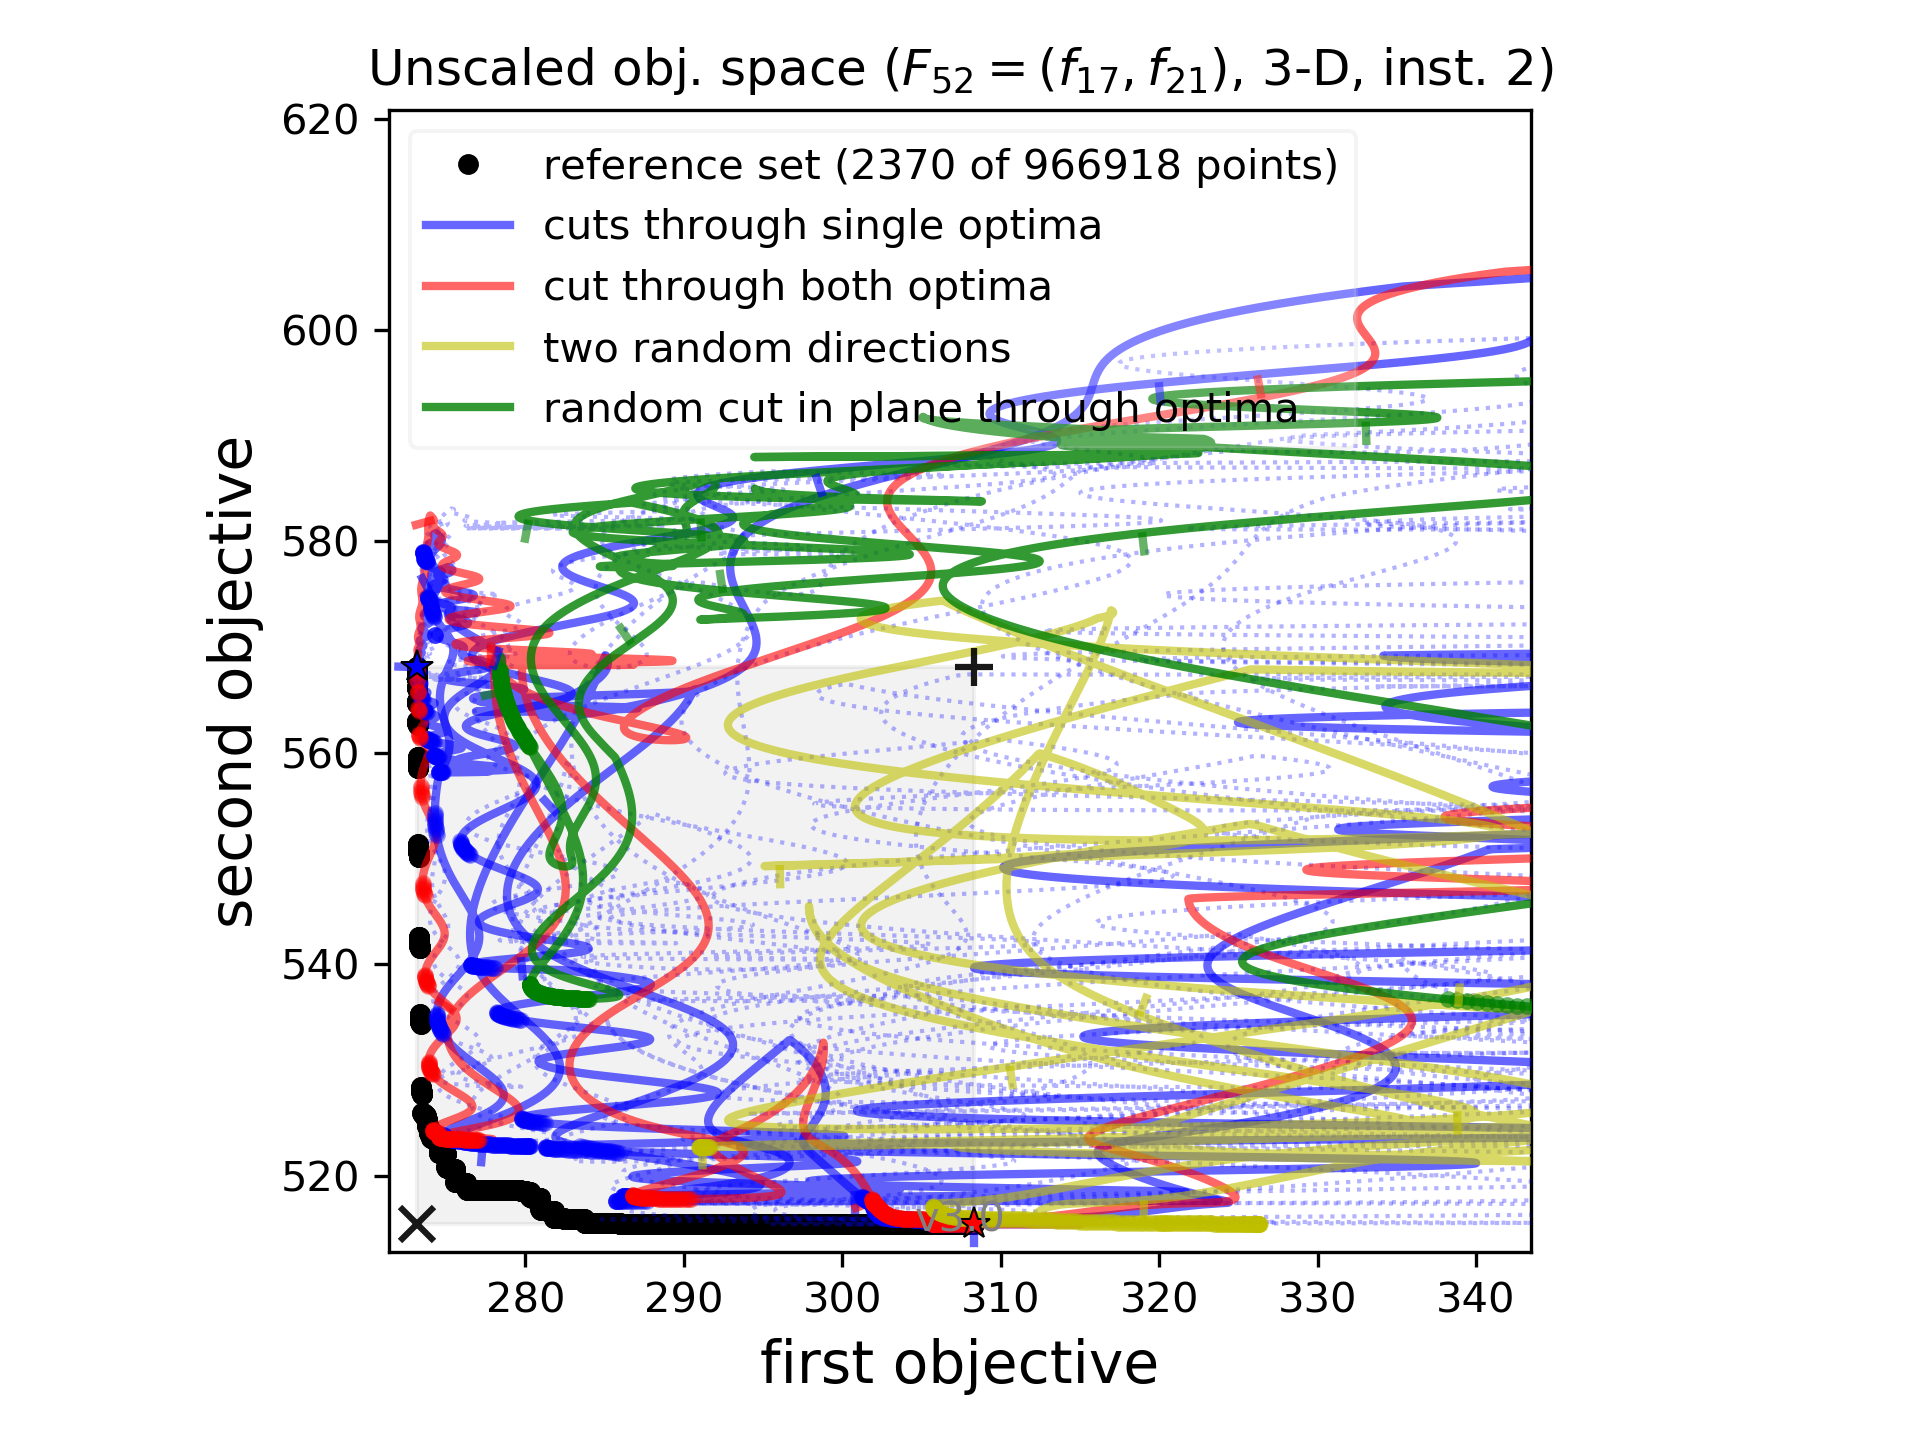 Unscaled obj. space (F₅₂ = (f₁₇, f₂₁), 3-D, inst. 2)
reference set (2370 of 966918 points)
cuts through single optima
cut through both optima
two random directions
random cut in plane through optima
620
600
580
560
540
520
second objective
v3.0
280 290 300 310 320 330 340
first objective